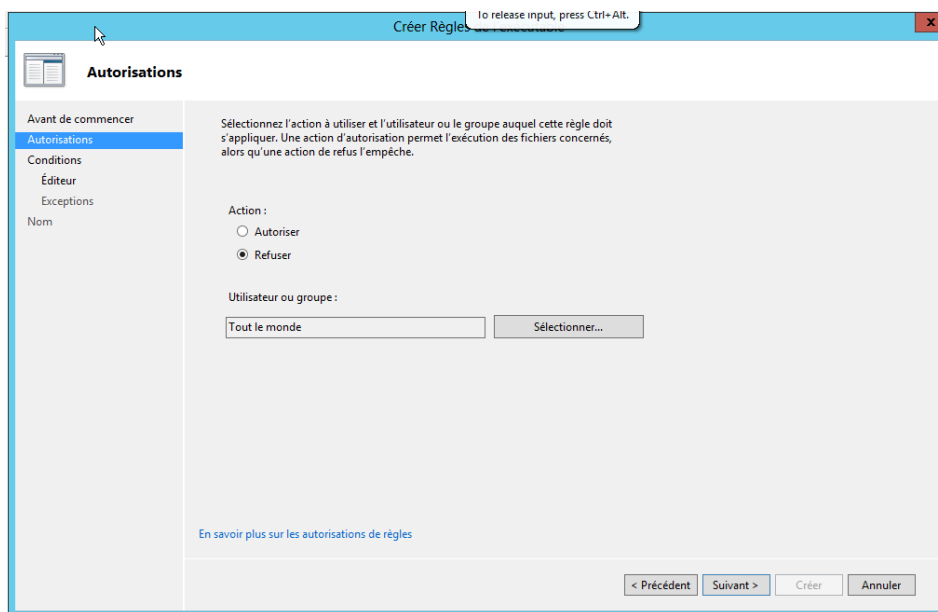 To release input, press Ctrl+Alt.
Créer Règles de l'exécutable
x
Autorisations
Avant de commencer
Autorisations
Conditions
Éditeur
Exceptions
Nom
Sélectionnez l'action à utiliser et l'utilisateur ou le groupe auquel cette règle doit
s'appliquer. Une action d'autorisation permet l'exécution des fichiers concernés,
alors qu'une action de refus l'empêche.
Action :
Autoriser
Refuser
Utilisateur ou groupe :
Tout le monde
Sélectionner...
En savoir plus sur les autorisations de règles
< Précédent
Suivant >
Créer
Annuler